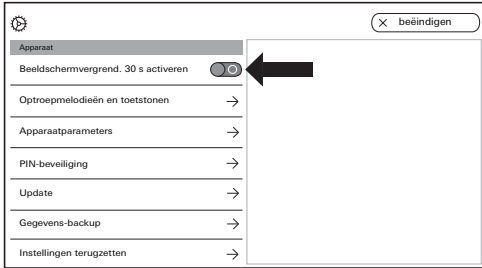 beëindigen
Apparaat
Beeldschermvergrend. 30 s activeren
Optroepmelodieën en toetstonen
Apparaatparameters
PIN-beveiliging
Update
Gegevens-backup
Instellingen terugzetten